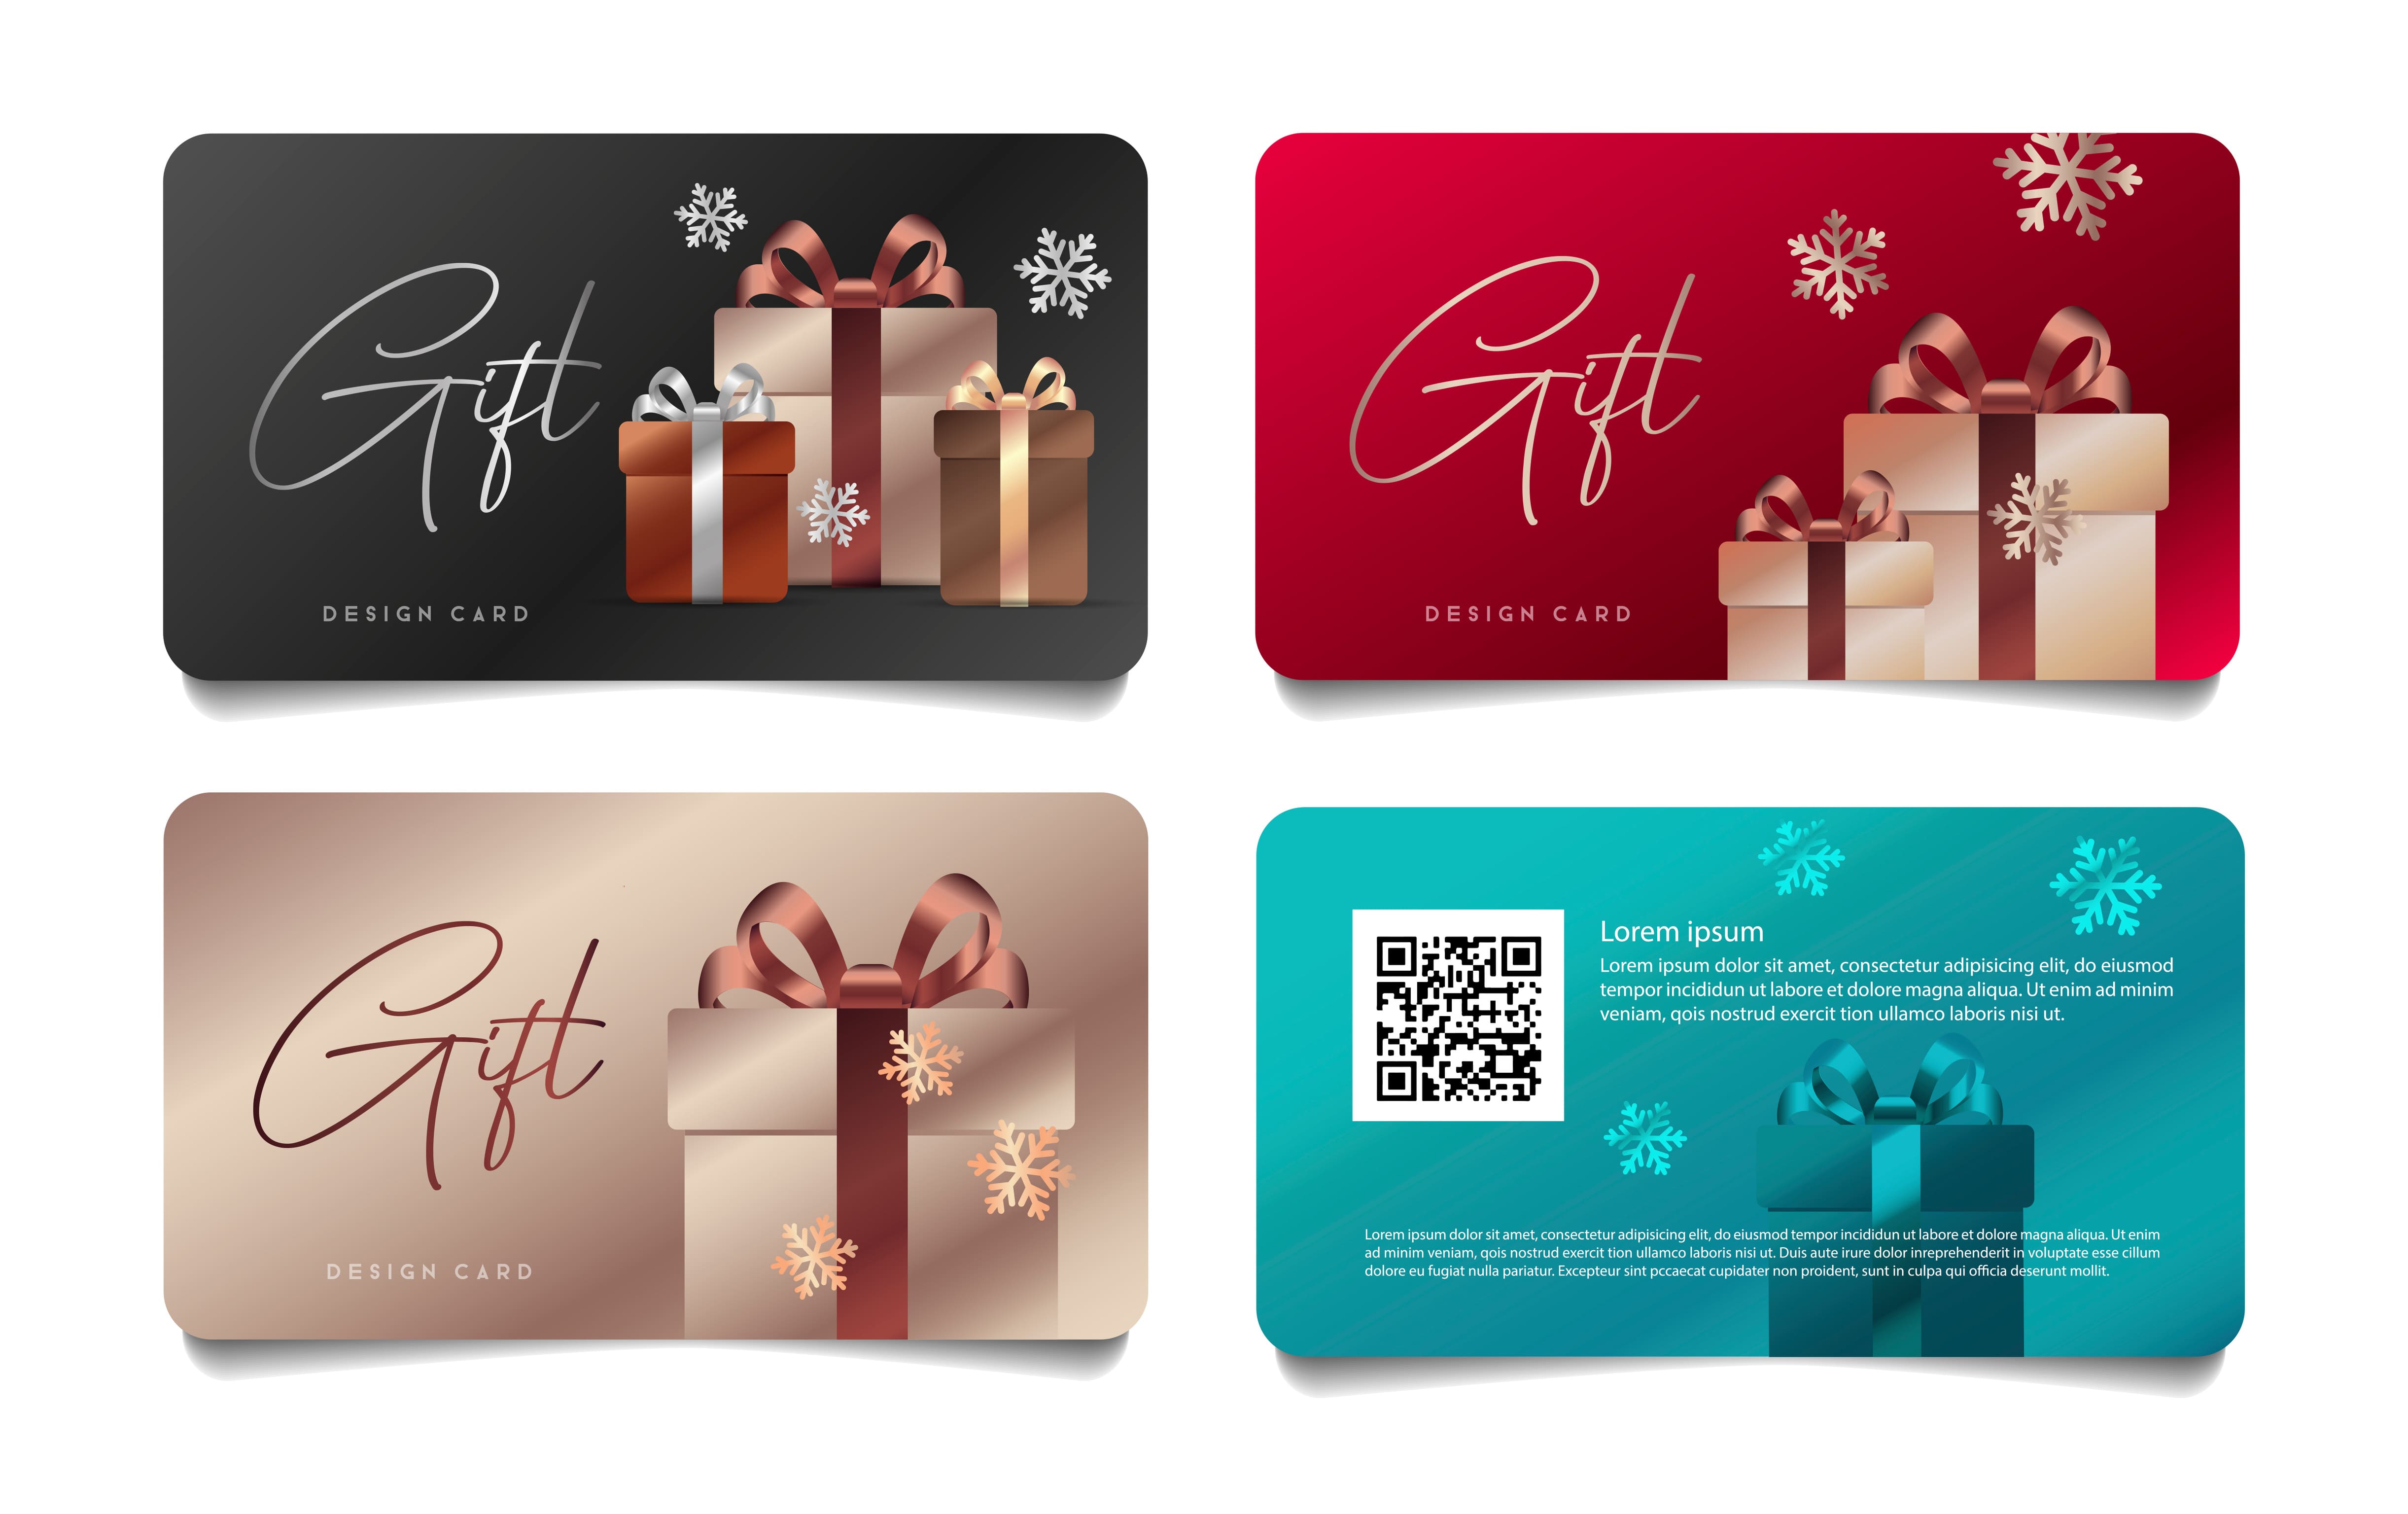 Gift
DESIGN CARD
Gift
DESIGN CARD
Gift
DESIGN CARD
Lorem ipsum
Lorem ipsum dolor sit amet, consectetur adipisicing elit, do eiusmod
tempor incididun ut labore et dolore magna aliqua. Ut enim ad minim
veniam, qois nostrud exercit tion ullamco laboris nisi ut.
Lorem ipsum dolor sit amet, consectetur adipisicing elit, do eiusmod tempor incididun ut labore et dolore magna aliqua. Ut enim
ad minim veniam, qois nostrud exercit tion ullamco laboris nisi ut. Duis aute irure dolor inreprehenderit in voluptate esse cillum
dolore eu fugiat nulla pariatur. Excepteur sint pccaecat cupidater non proident, sunt in culpa qui officia deserunt mollit.